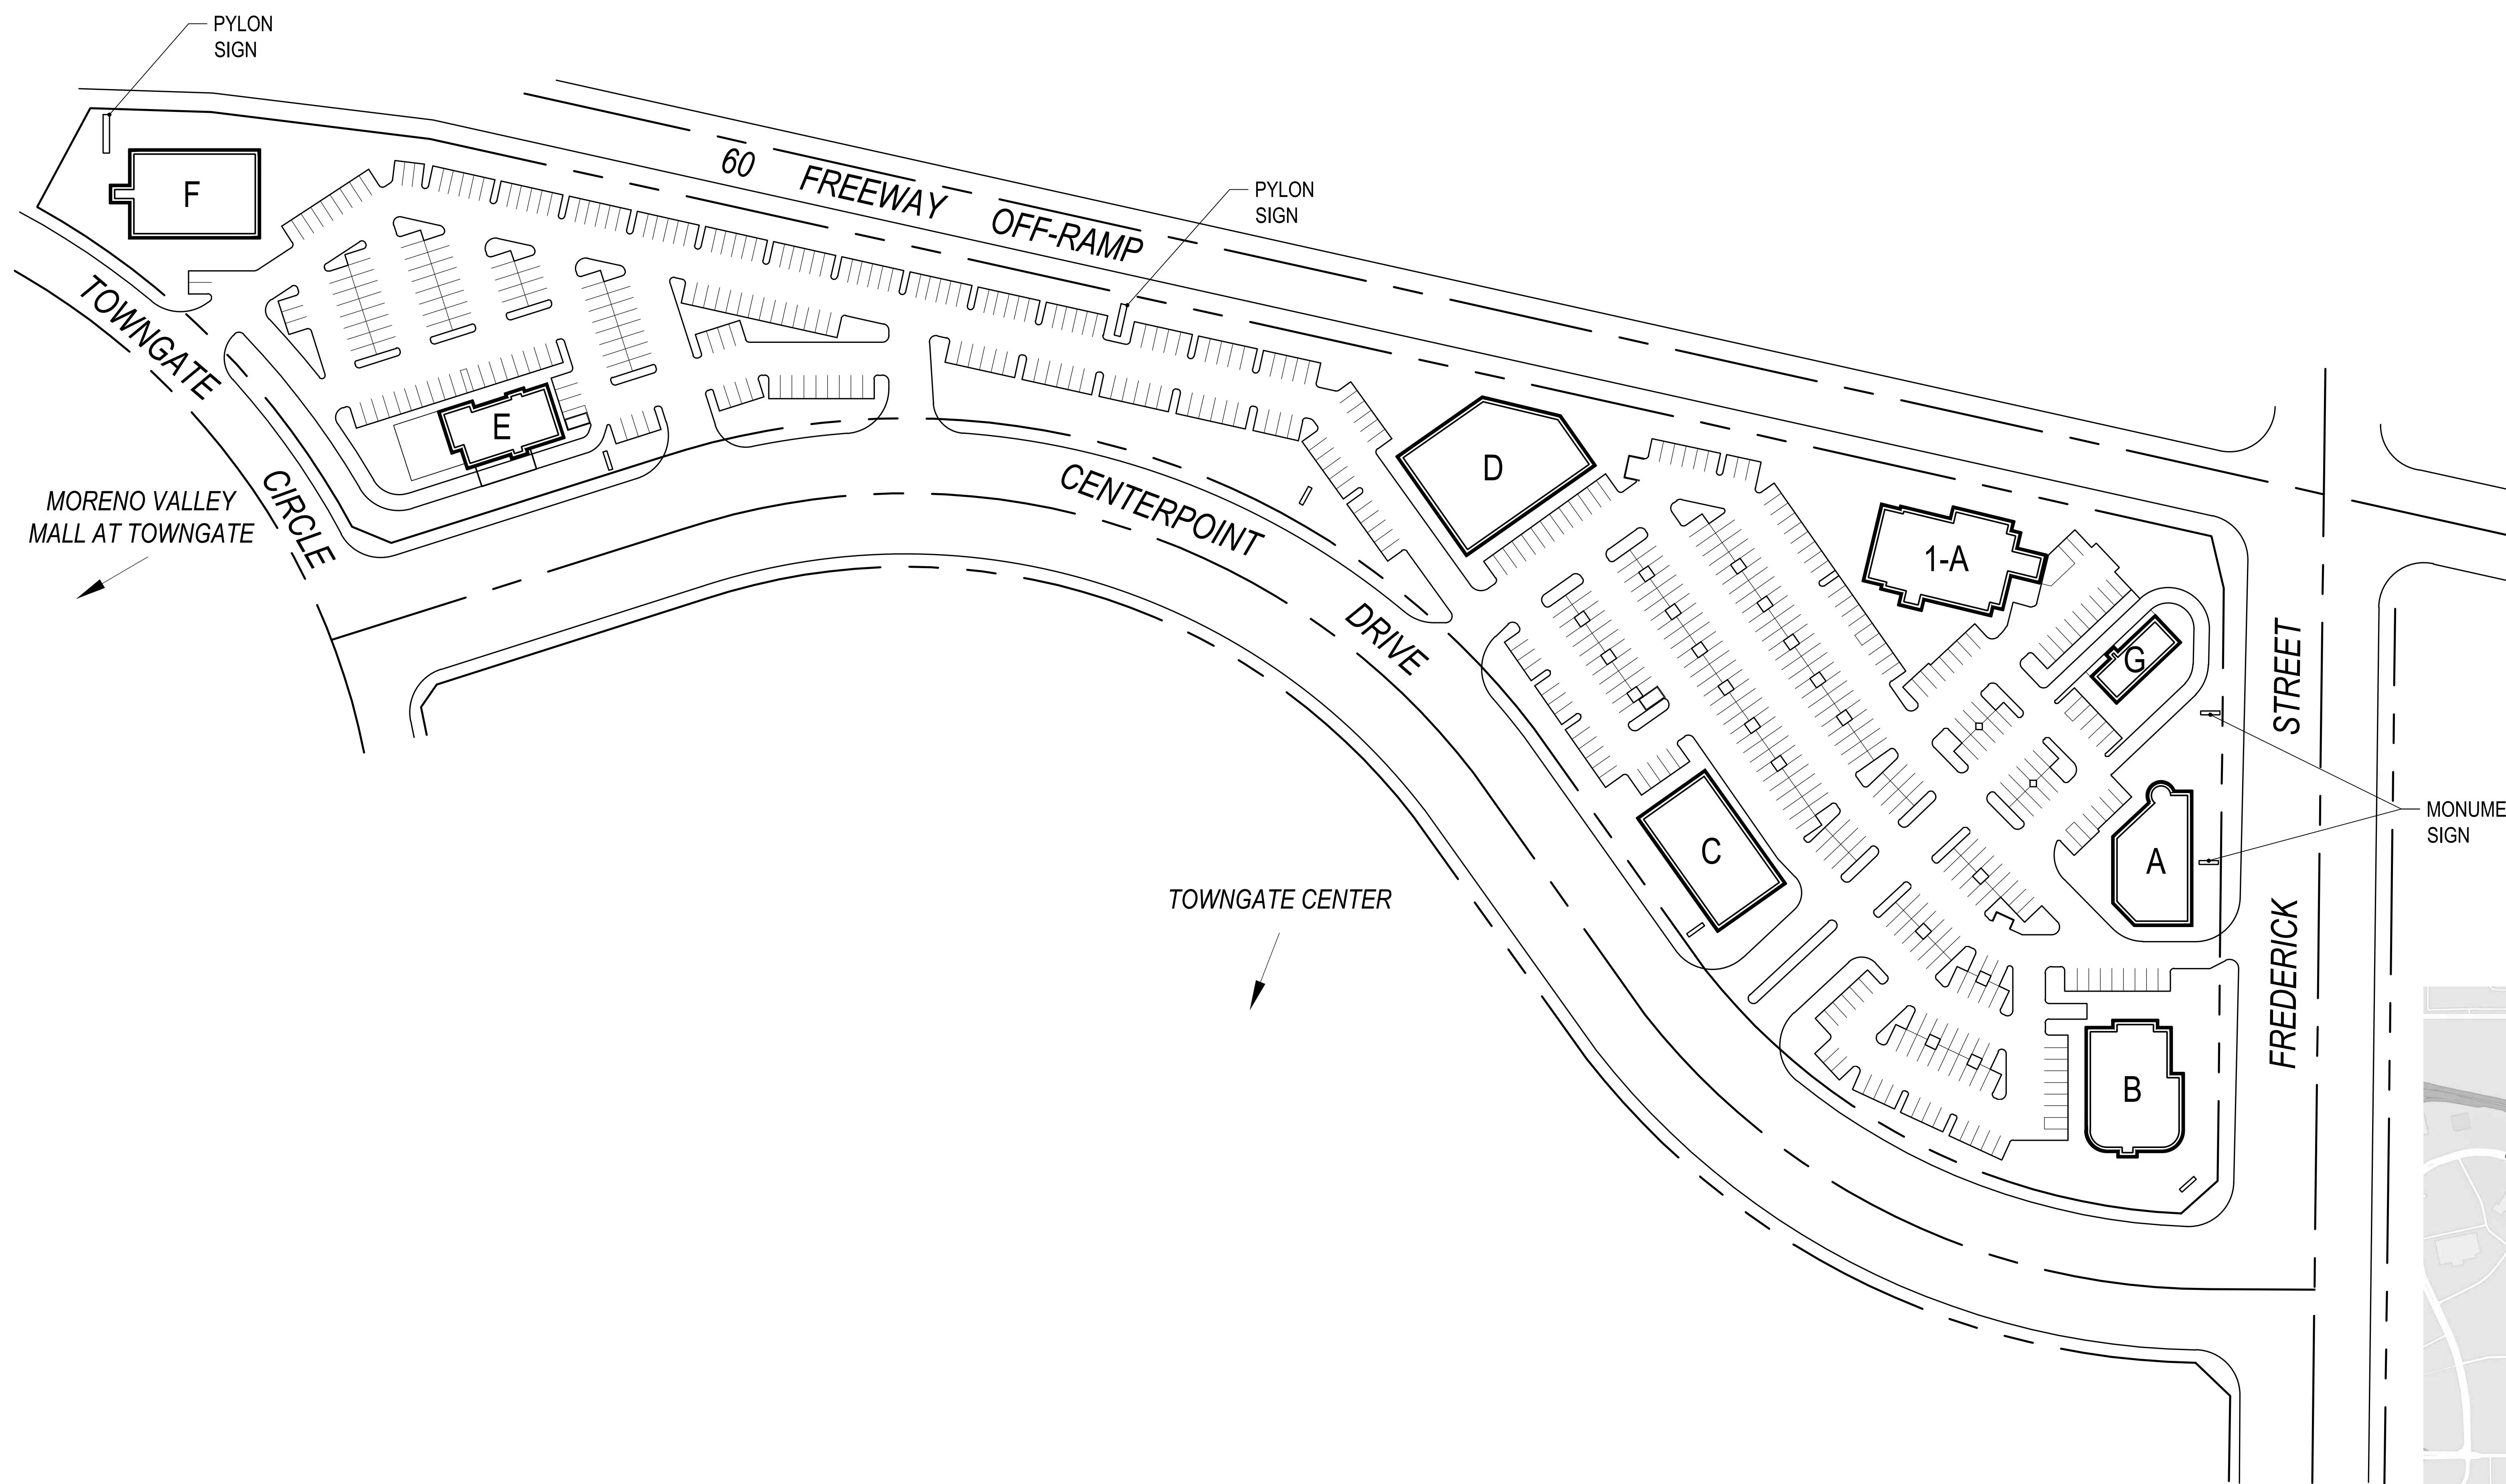 PYLON
SIGN
60 FREEWAY OFF-RAMP
PYLON
SIGN
F
TOWNGATE CIRCLE
E
MORENO VALLEY
MALL AT TOWNGATE
CENTERPOINT DRIVE
D
1-A
G
STREET
FREDERICK
MONUME
SIGN
C
A
TOWNGATE CENTER
B